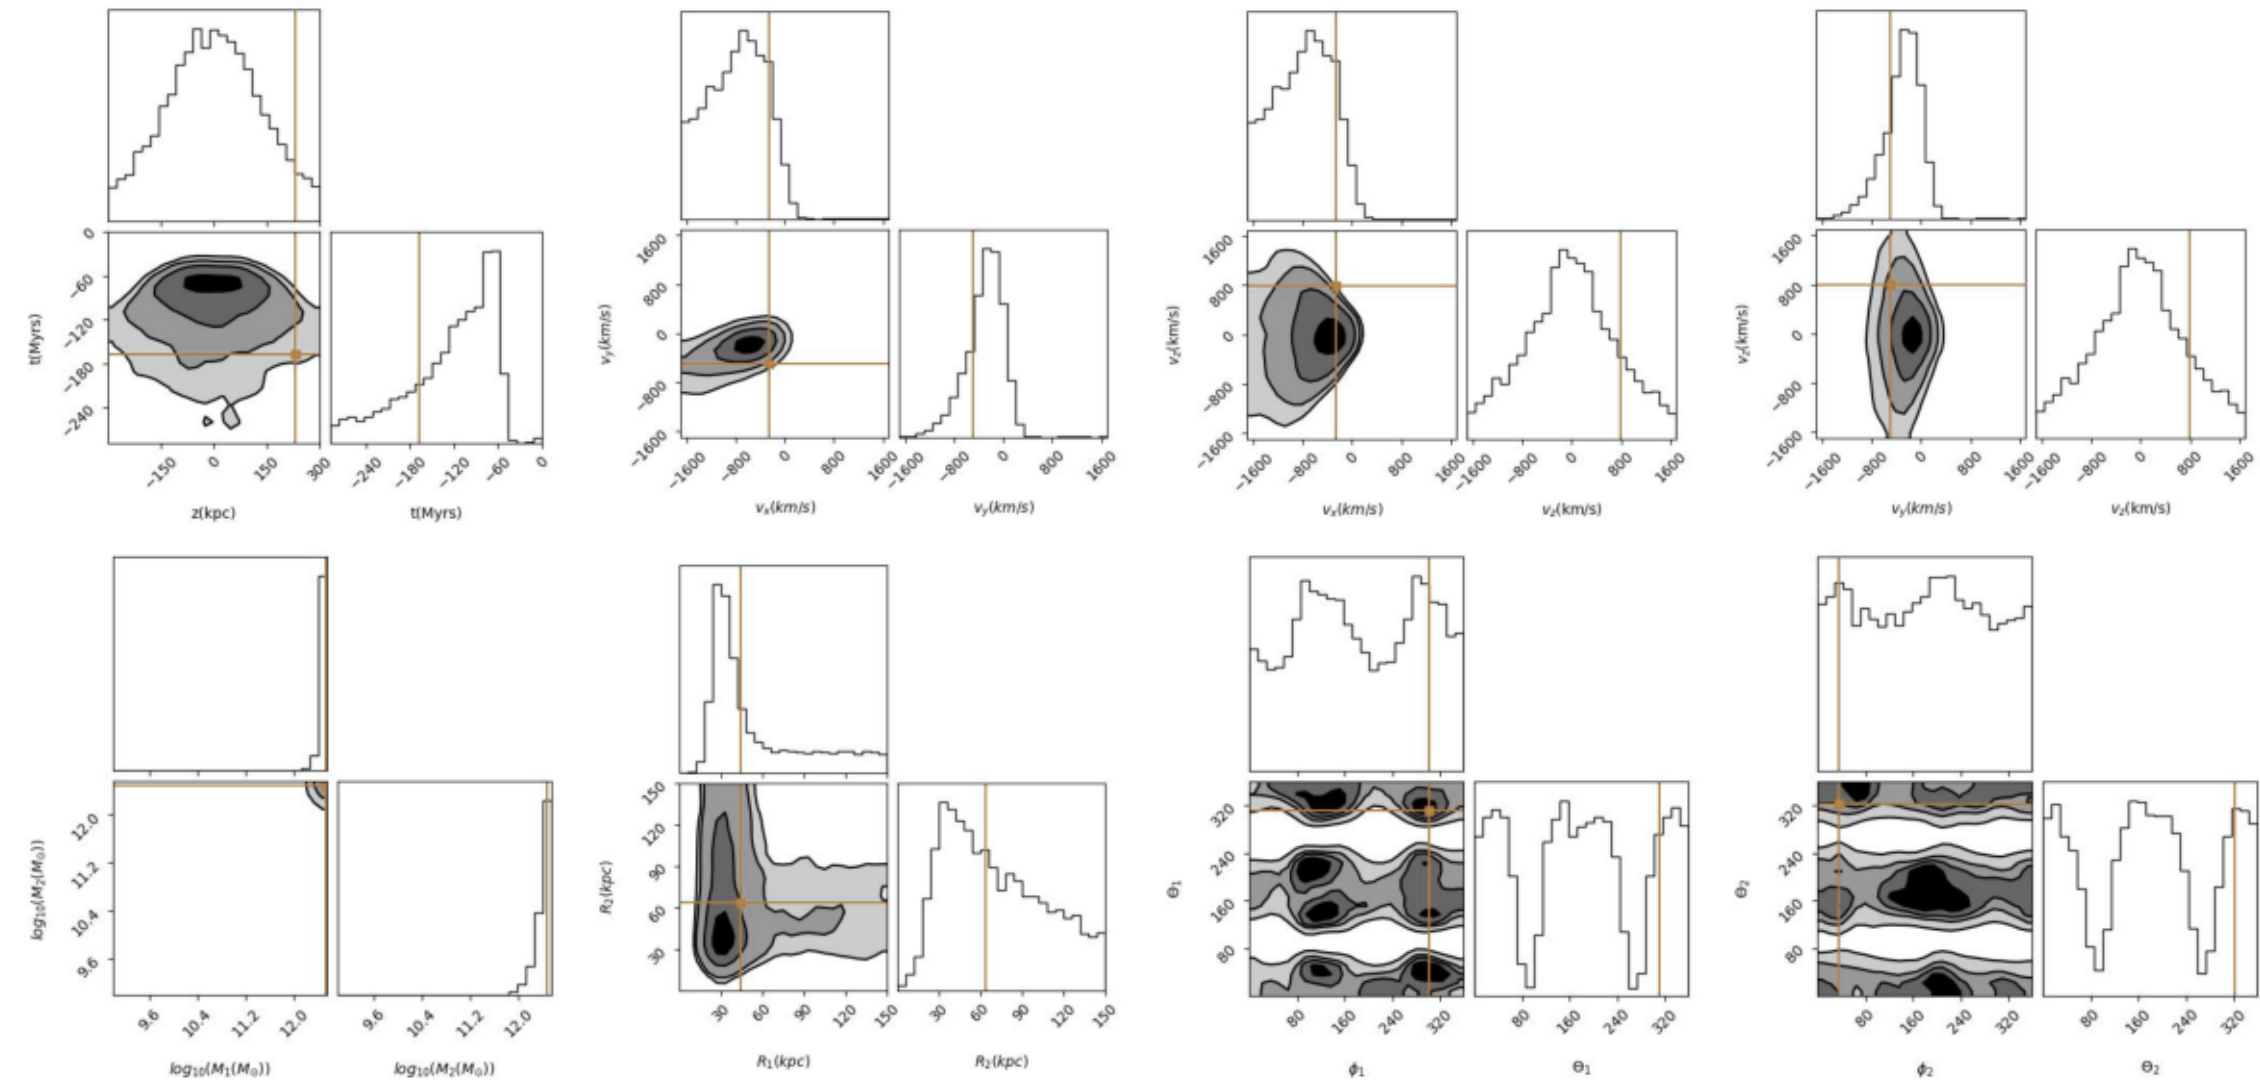 0
−60
−120
−180
−240
t(Myrs)
−150 0 150 300
−240 −180 −120 −60 0
z(kpc) t(Myrs)
1600
800
0
−800
−1600
v_y(km/s)
−1600 −800 0 800 1600
−1600 −800 0 800 1600
v_x(km/s) v_y(km/s)
1600
800
0
−800
−1600
v_z(km/s)
−1600 −800 0 800 1600
−1600 −800 0 800 1600
v_x(km/s) v_z(km/s)
1600
800
0
−800
−1600
v_z(km/s)
−1600 −800 0 800 1600
−1600 −800 0 800 1600
v_y(km/s) v_z(km/s)
12.0
11.2
10.4
9.6
log₁₀(M₂(M⊙))
9.6 10.4 11.2 12.0
9.6 10.4 11.2 12.0
log₁₀(M₁(M⊙)) log₁₀(M₂(M⊙))
150
120
90
60
30
R₂(kpc)
30 60 90 120 150
30 60 90 120 150
R₁(kpc) R₂(kpc)
320
240
160
80
Θ₁
80 160 240 320
80 160 240 320
ϕ₁ Θ₁
320
240
160
80
Θ₂
80 160 240 320
80 160 240 320
ϕ₂ Θ₂